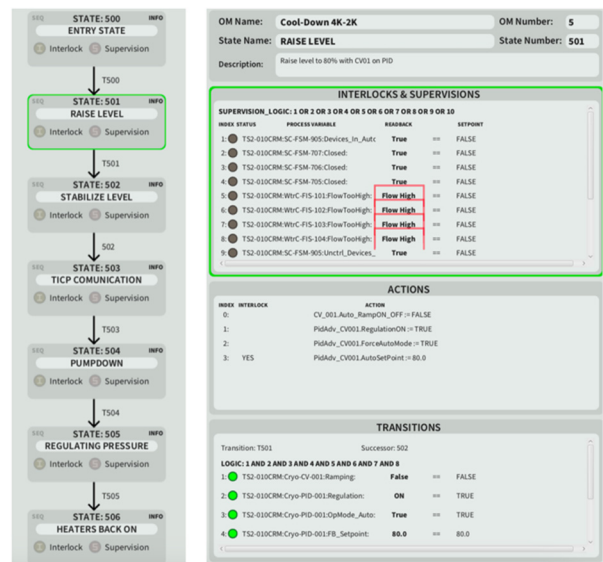 SEQ STATE: 500 INFO
ENTRY STATE
I Interlock S Supervision
T500
SEQ STATE: 501 INFO
RAISE LEVEL
I Interlock S Supervision
T501
SEQ STATE: 502 INFO
STABILIZE LEVEL
I Interlock S Supervision
502
SEQ STATE: 503 INFO
TICP COMUNICATION
I Interlock S Supervision
T503
SEQ STATE: 504 INFO
PUMPDOWN
I Interlock S Supervision
T504
SEQ STATE: 505 INFO
REGULATING PRESSURE
I Interlock S Supervision
T505
SEQ STATE: 506 INFO
HEATERS BACK ON
I Interlock S Supervision
OM Name: Cool-Down 4K-2K OM Number: 5
State Name: RAISE LEVEL State Number: 501
Description: Raise level to 80% with CV01 on PID
INTERLOCKS & SUPERVISIONS
SUPERVISION_LOGIC: 1 OR 2 OR 3 OR 4 OR 5 OR 6 OR 7 OR 8 OR 9 OR 10
INDEX STATUS PROCESS VARIABLE READBACK SETPOINT
1: TS2-010CRM:SC-FSM-905:Devices_In_Autc True == FALSE
2: TS2-010CRM:SC-FSM-707:Closed: True == FALSE
3: TS2-010CRM:SC-FSM-706:Closed: True == FALSE
4: TS2-010CRM:SC-FSM-705:Closed: True == FALSE
5: TS2-010CRM:WtrC-FIS-101:FlowTooHigh: Flow High == FALSE
6: TS2-010CRM:WtrC-FIS-102:FlowTooHigh: Flow High == FALSE
7: TS2-010CRM:WtrC-FIS-103:FlowTooHigh: Flow High == FALSE
8: TS2-010CRM:WtrC-FIS-104:FlowTooHigh: Flow High == FALSE
9: TS2-010CRM:SC-FSM-905:Unctrl_Devices_ True == FALSE
ACTIONS
INDEX INTERLOCK ACTION
0: CV_001.Auto_RampON_OFF := FALSE
1: PidAdv_CV001.RegulationON := TRUE
2: PidAdv_CV001.ForceAutoMode := TRUE
3: YES PidAdv_CV001.AutoSetPoint := 80.0
TRANSITIONS
Transition: T501 Succesor: 502
LOGIC: 1 AND 2 AND 3 AND 4 AND 5 AND 6 AND 7 AND 8
1: TS2-010CRM:Cryo-CV-001:Ramping: False == FALSE
2: TS2-010CRM:Cryo-PID-001:Regulation: ON == TRUE
3: TS2-010CRM:Cryo-PID-001:OpMode_Auto: True == TRUE
4: TS2-010CRM:Cryo-PID-001:FB_Setpoint: 80.0 == 80.0